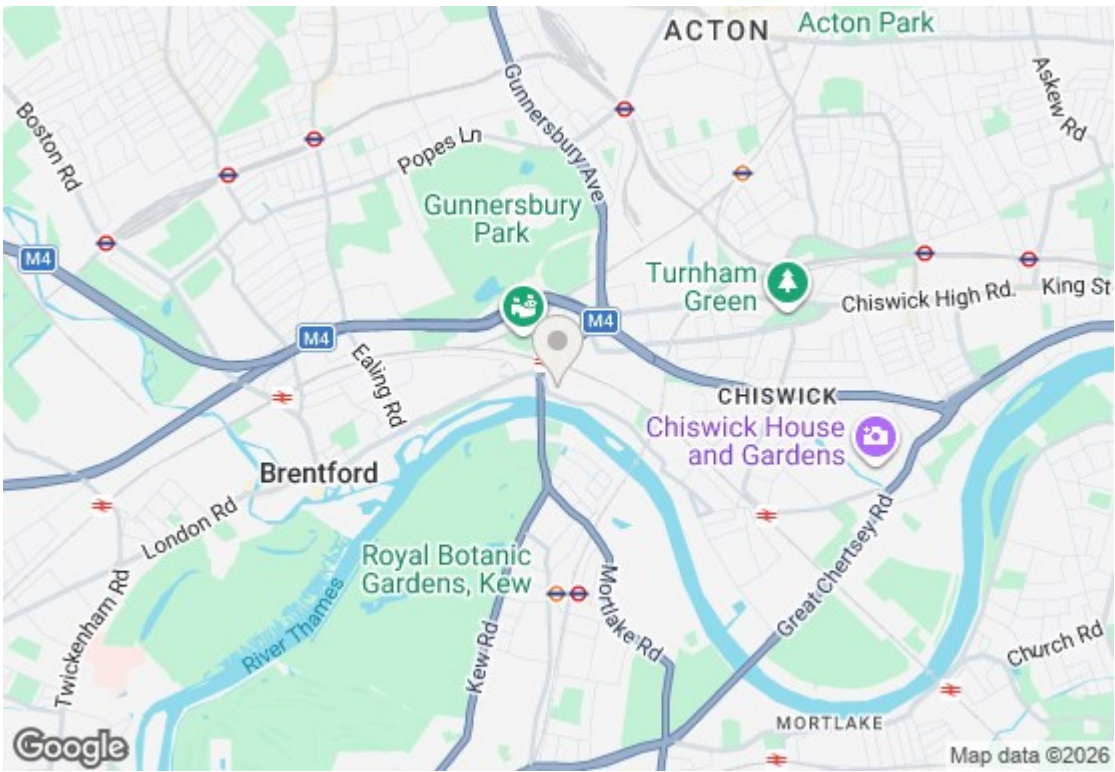 ACTON
Acton Park
Askew Rd
Gunnersbury Ave
Boston Rd
Popes Ln
Gunnersbury
Park
M4
Turnham
Green
Chiswick High Rd.
King St
M4
M4
Ealing Rd
CHISWICK
Chiswick House
and Gardens
Brentford
London Rd
Royal Botanic
Gardens, Kew
Mortlake Rd
Great Chertsey Rd
Twickenham Rd
River Thames
Kew Rd
Church Rd
MORTLAKE
Google
Map data ©2026